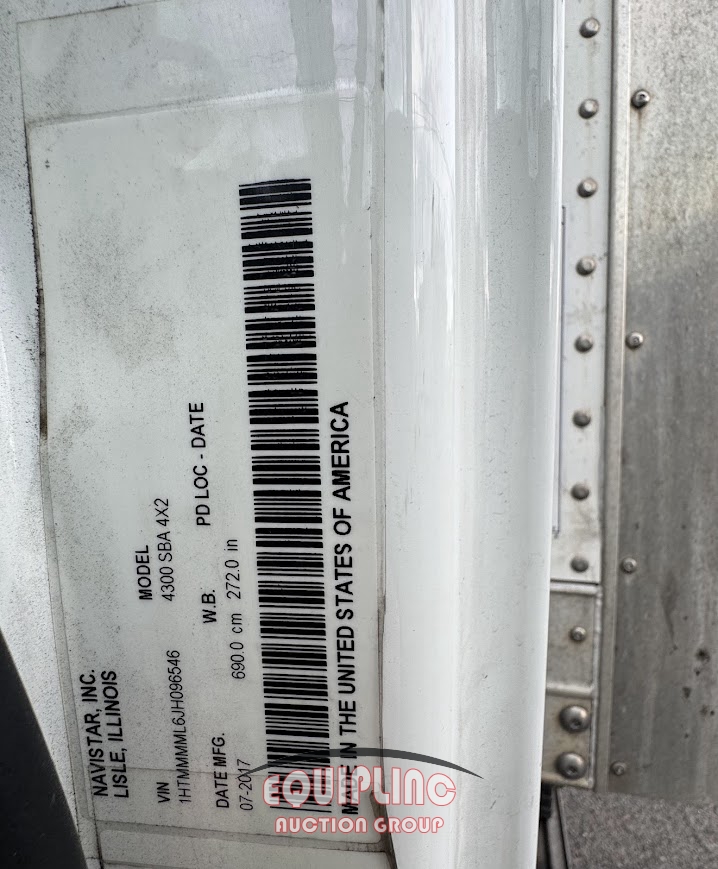 NAVISTAR, INC.
LISLE, ILLINOIS
VIN MODEL
1HTMMMML6JH096546 4300 SBA 4X2
DATE MFG. W.B. PD LOC - DATE
07-2017 690.0 cm 272.0 in
MADE IN THE UNITED STATES OF AMERICA
EQUIPLINC
AUCTION GROUP